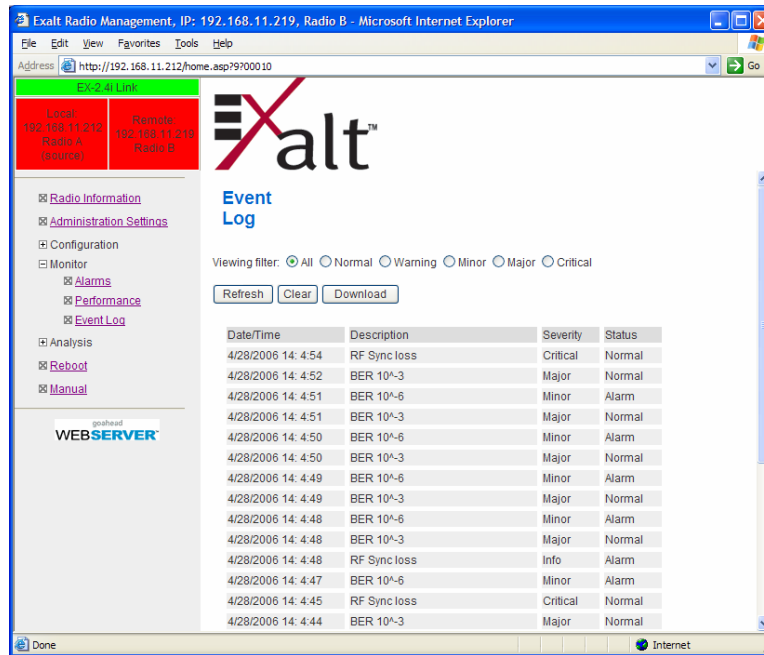 Exalt Radio Management, IP: 192.168.11.219, Radio B - Microsoft Internet Explorer
File Edit View Favorites Tools Help
Address http://192.168.11.212/home.asp?9?00010 Go
EX-2.4i Link
Local:
192.168.11.212
Radio A
(source)
Remote:
192.168.11.219
Radio B
Exalt™
Radio Information
Administration Settings
Configuration
Monitor
Alarms
Performance
Event Log
Analysis
Reboot
Manual
goahead
WEBSERVER™
Event
Log
Viewing filter: All Normal Warning Minor Major Critical
Refresh Clear Download
Date/Time Description Severity Status
4/28/2006 14: 4:54 RF Sync loss Critical Normal
4/28/2006 14: 4:52 BER 10^-3 Major Normal
4/28/2006 14: 4:51 BER 10^-6 Minor Alarm
4/28/2006 14: 4:51 BER 10^-3 Major Normal
4/28/2006 14: 4:50 BER 10^-6 Minor Alarm
4/28/2006 14: 4:50 BER 10^-3 Major Normal
4/28/2006 14: 4:49 BER 10^-6 Minor Alarm
4/28/2006 14: 4:49 BER 10^-3 Major Normal
4/28/2006 14: 4:48 BER 10^-6 Minor Alarm
4/28/2006 14: 4:48 BER 10^-3 Major Normal
4/28/2006 14: 4:48 RF Sync loss Info Alarm
4/28/2006 14: 4:47 BER 10^-6 Minor Alarm
4/28/2006 14: 4:45 RF Sync loss Critical Normal
4/28/2006 14: 4:44 BER 10^-3 Major Normal
Done Internet